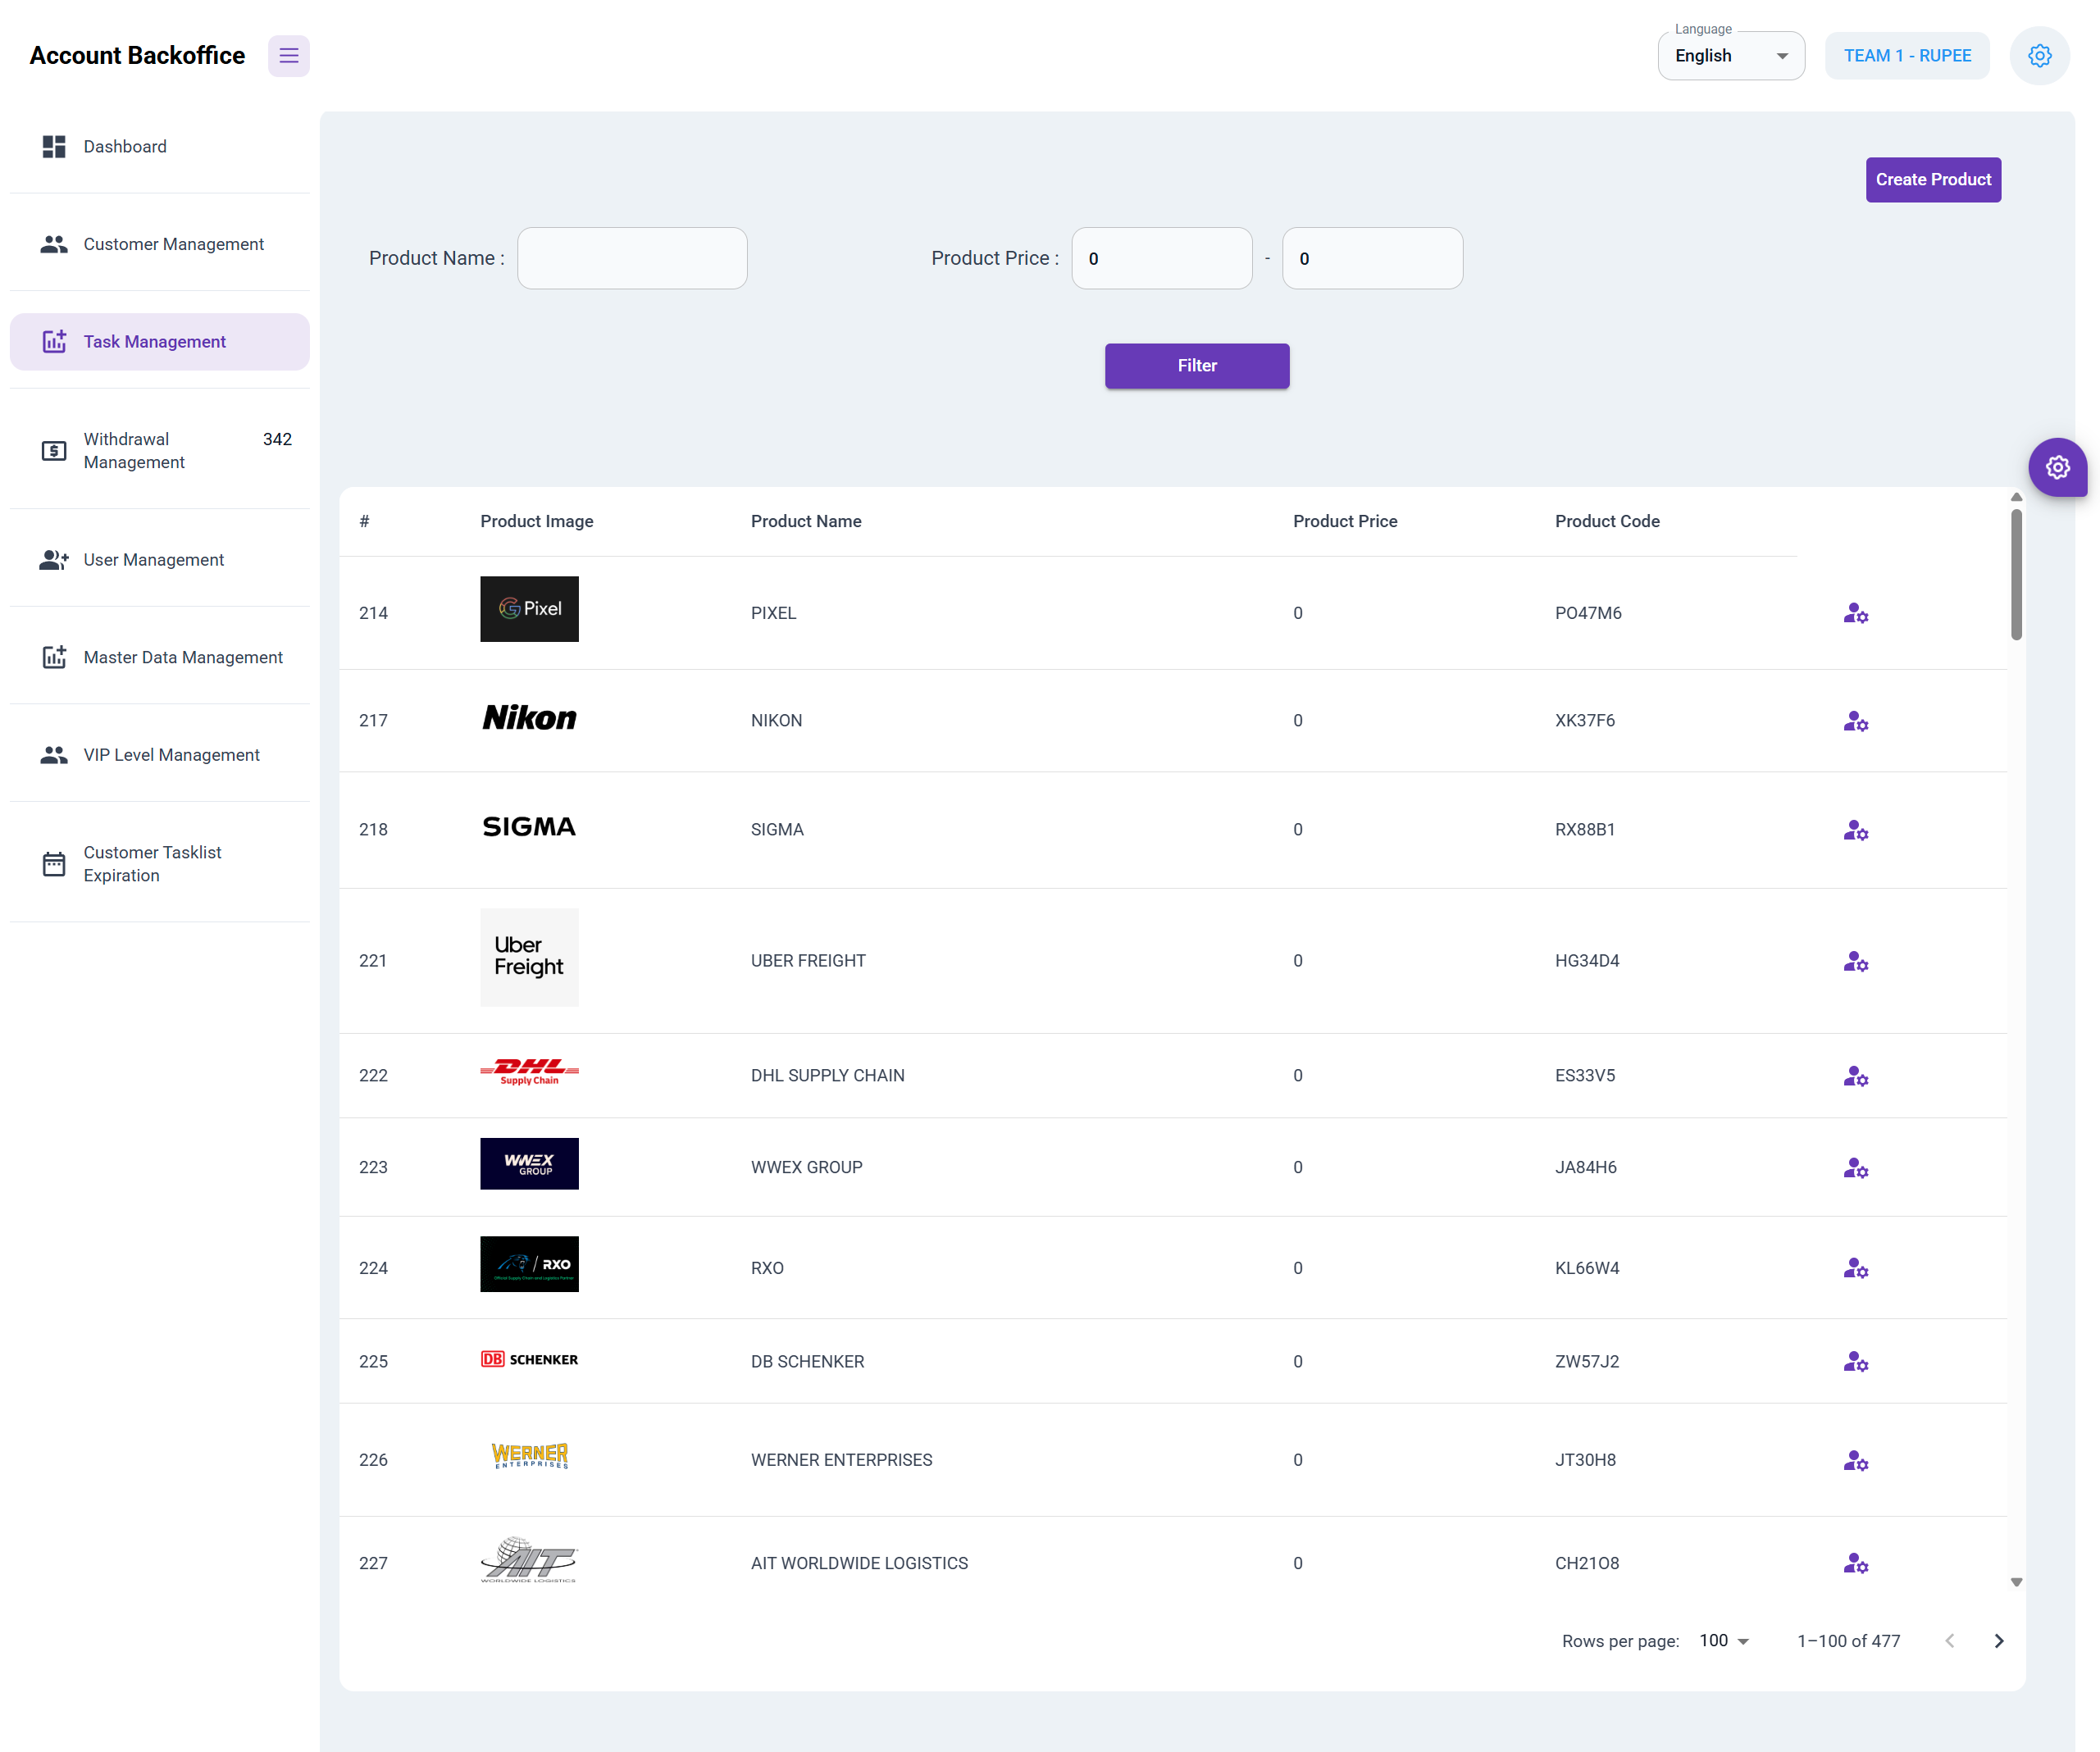 Account Backoffice
Language
English
TEAM 1 - RUPEE
Dashboard
Customer Management
Task Management
Withdrawal Management
342
User Management
Master Data Management
VIP Level Management
Customer Tasklist Expiration
Create Product
Product Name :
Product Price :
0
-
0
Filter
# Product Image Product Name Product Price Product Code
214 G Pixel PIXEL 0 PO47M6
217 Nikon NIKON 0 XK37F6
218 SIGMA SIGMA 0 RX88B1
221 Uber Freight UBER FREIGHT 0 HG34D4
222 DHL Supply Chain DHL SUPPLY CHAIN 0 ES33V5
223 WWEX GROUP WWEX GROUP 0 JA84H6
224 RXO Official Supply Chain and Logistics Partner RXO 0 KL66W4
225 DB SCHENKER DB SCHENKER 0 ZW57J2
226 WERNER ENTERPRISES WERNER ENTERPRISES 0 JT30H8
227 AIT WORLDWIDE LOGISTICS AIT WORLDWIDE LOGISTICS 0 CH21O8
Rows per page: 100 1–100 of 477